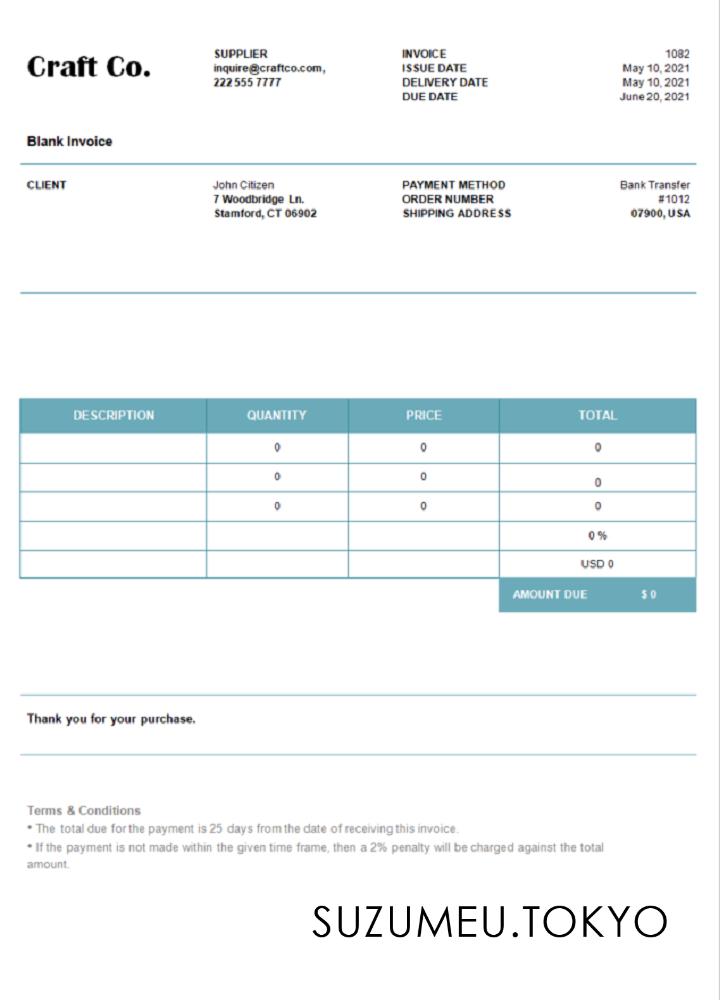 Craft Co.
SUPPLIER
inquire@craftco.com,
222 555 7777
INVOICE 1082
ISSUE DATE May 10, 2021
DELIVERY DATE May 10, 2021
DUE DATE June 20, 2021
Blank Invoice
CLIENT
John Citizen
7 Woodbridge Ln.
Stamford, CT 06902
PAYMENT METHOD Bank Transfer
ORDER NUMBER #1012
SHIPPING ADDRESS 07900, USA
DESCRIPTION QUANTITY PRICE TOTAL
0 0 0
0 0 0
0 0 0
0 %
USD 0
AMOUNT DUE $ 0
Thank you for your purchase.
Terms & Conditions
* The total due for the payment is 25 days from the date of receiving this invoice.
* If the payment is not made within the given time frame, then a 2% penalty will be charged against the total
amount.
SUZUMEU.TOKYO